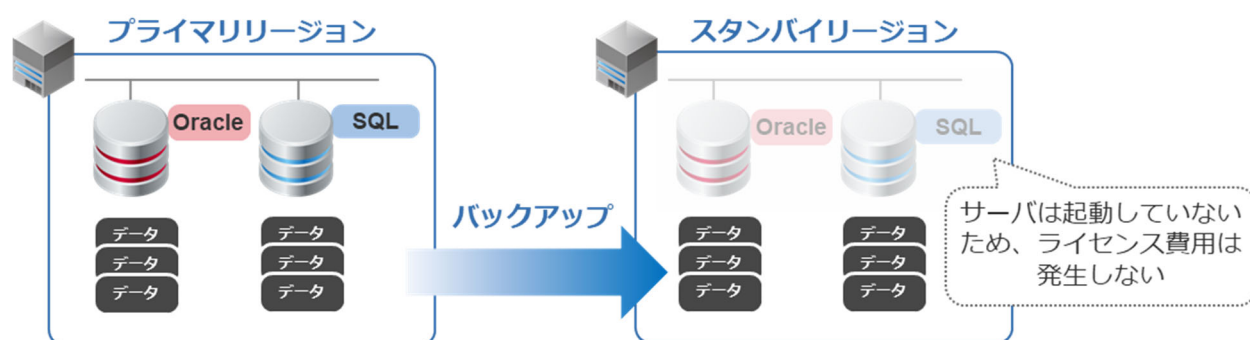 プライマリリージョン
Oracle
SQL
データ
データ
データ
データ
データ
データ
バックアップ
スタンバイリージョン
Oracle
SQL
データ
データ
データ
データ
データ
データ
サーバは起動していない
ため、ライセンス費用は
発生しない